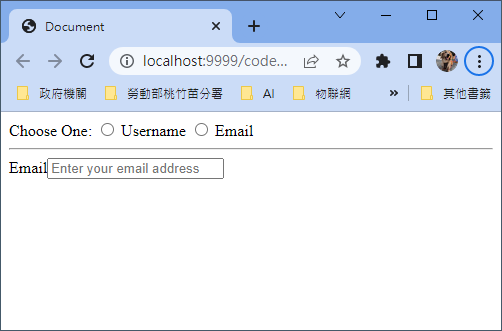 Document
localhost:9999/code...
政府機關 勞動部桃竹苗分署 AI 物聯網 » 其他書籤
Choose One: Username Email
Email Enter your email address